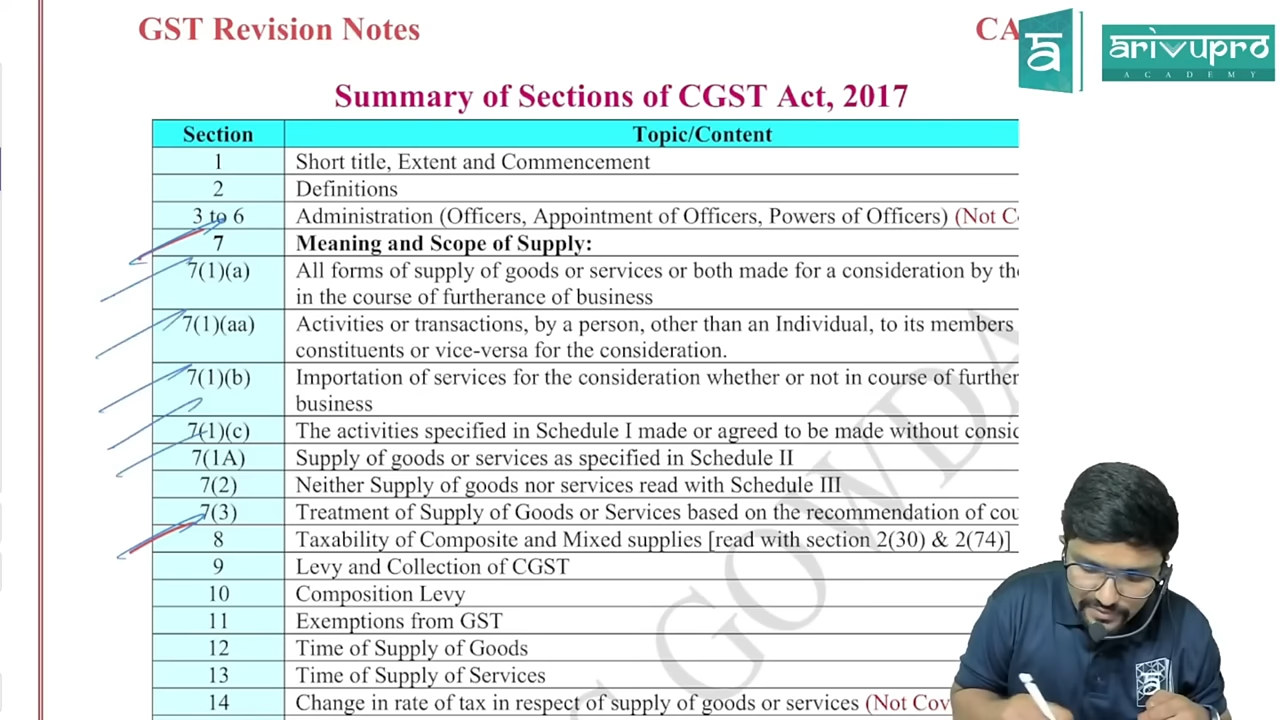 GST Revision Notes
CA
arivupro
ACADEMY
Summary of Sections of CGST Act, 2017
Section Topic/Content
1 Short title, Extent and Commencement
2 Definitions
3 to 6 Administration (Officers, Appointment of Officers, Powers of Officers) (Not C
7 Meaning and Scope of Supply:
7(1)(a) All forms of supply of goods or services or both made for a consideration by the
in the course of furtherance of business
7(1)(aa) Activities or transactions, by a person, other than an Individual, to its members
constituents or vice-versa for the consideration.
7(1)(b) Importation of services for the consideration whether or not in course of further
business
7(1)(c) The activities specified in Schedule I made or agreed to be made without consid
7(1A) Supply of goods or services as specified in Schedule II
7(2) Neither Supply of goods nor services read with Schedule III
7(3) Treatment of Supply of Goods or Services based on the recommendation of cou
8 Taxability of Composite and Mixed supplies [read with section 2(30) & 2(74)]
9 Levy and Collection of CGST
10 Composition Levy
11 Exemptions from GST
12 Time of Supply of Goods
13 Time of Supply of Services
14 Change in rate of tax in respect of supply of goods or services (Not Cov
GOWDA